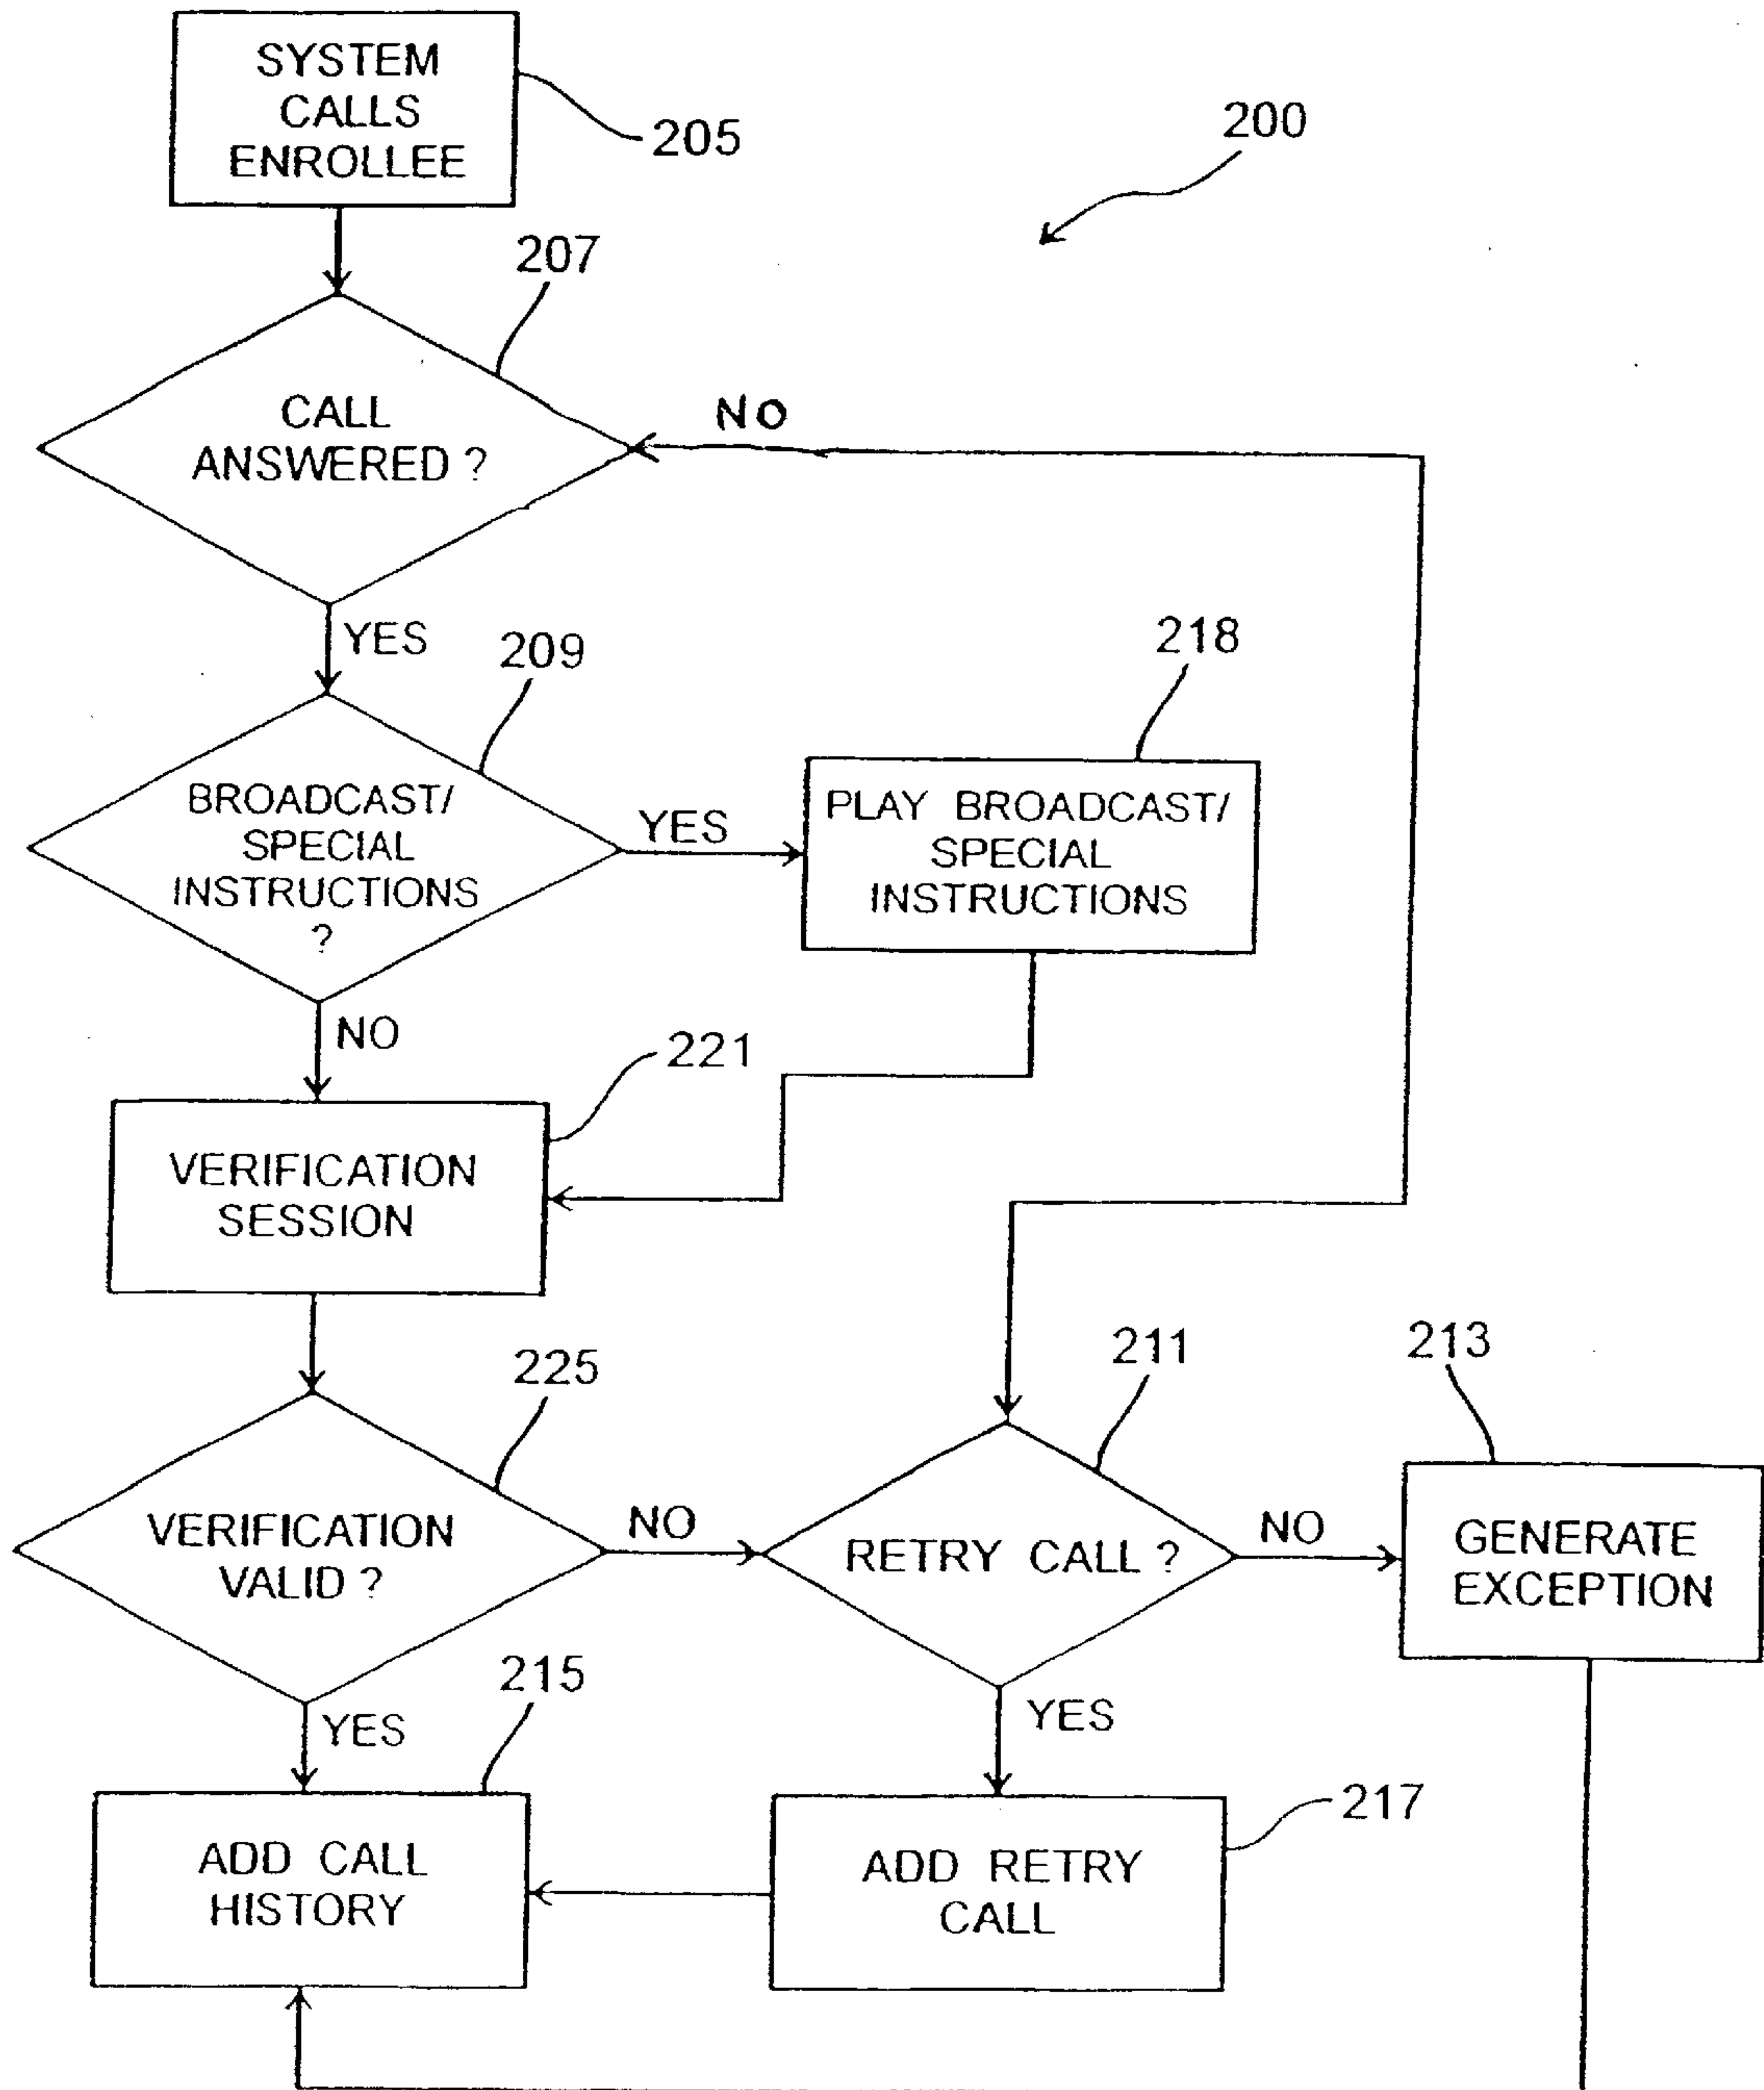 SYSTEM
CALLS
ENROLLEE
205
200
207
CALL
ANSWERED ?
NO
YES
209
218
BROADCAST/
SPECIAL
INSTRUCTIONS
?
YES
PLAY BROADCAST/
SPECIAL
INSTRUCTIONS
NO
221
VERIFICATION
SESSION
225
211
213
VERIFICATION
VALID ?
NO
RETRY CALL ?
NO
GENERATE
EXCEPTION
YES
215
YES
217
ADD CALL
HISTORY
ADD RETRY
CALL